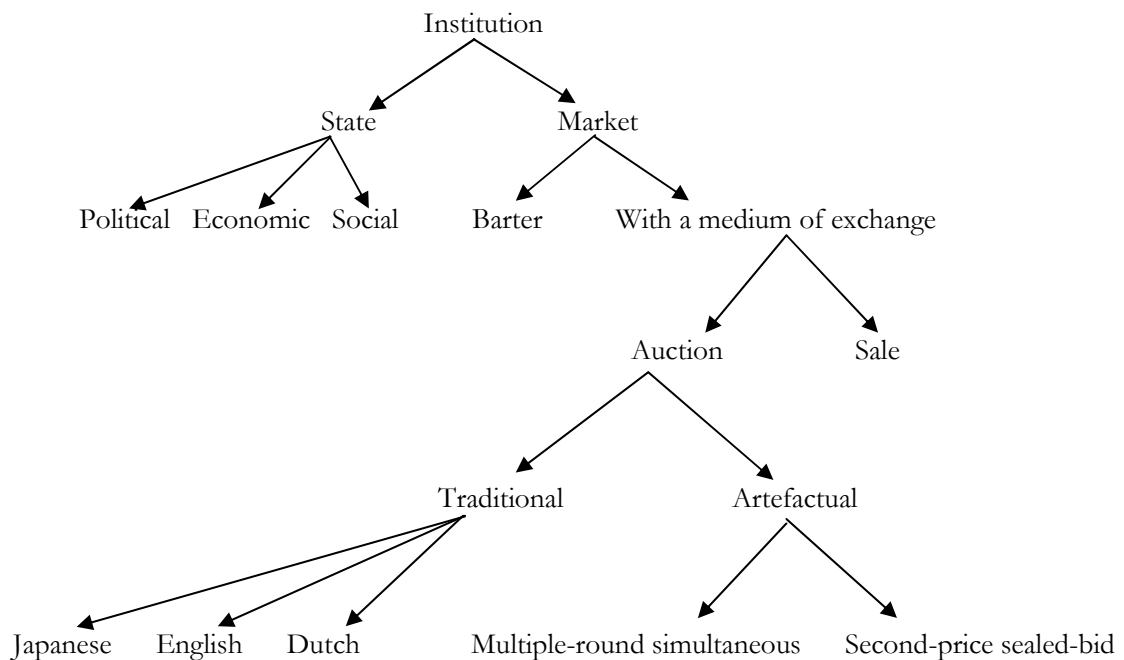 Institution
State Market
Political Economic Social Barter With a medium of exchange
Auction Sale
Traditional Artefactual
Japanese English Dutch Multiple-round simultaneous Second-price sealed-bid